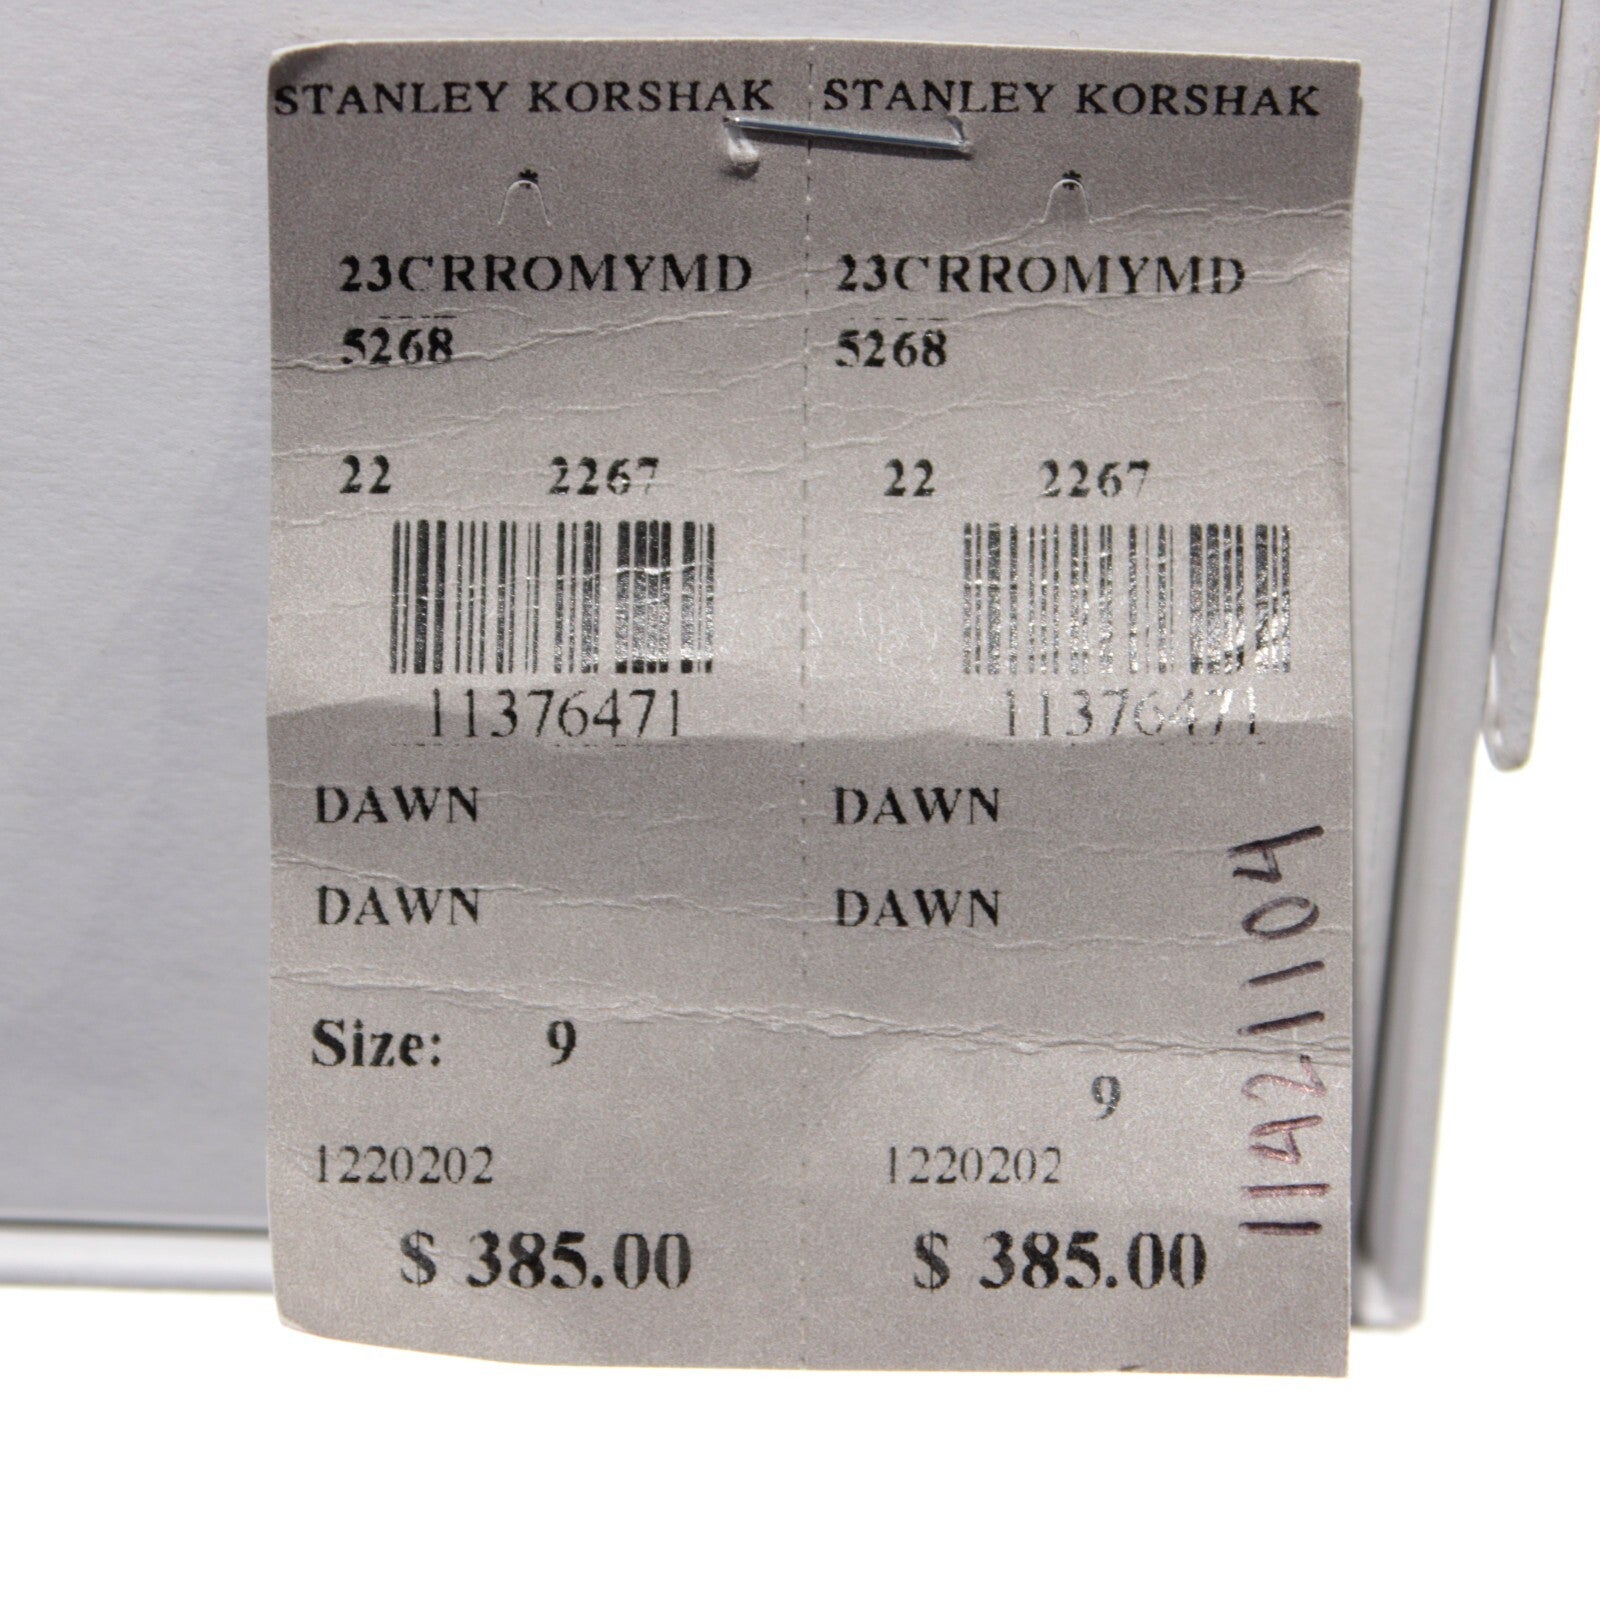 STANLEY KORSHAK
*
23CRROMYMD
5268
22 2267
11376471
DAWN
DAWN
Size: 9
1220202
$ 385.00
STANLEY KORSHAK
*
23CRROMYMD
5268
22 2267
11376471
DAWN
DAWN
9
1220202
$ 385.00
11A21104